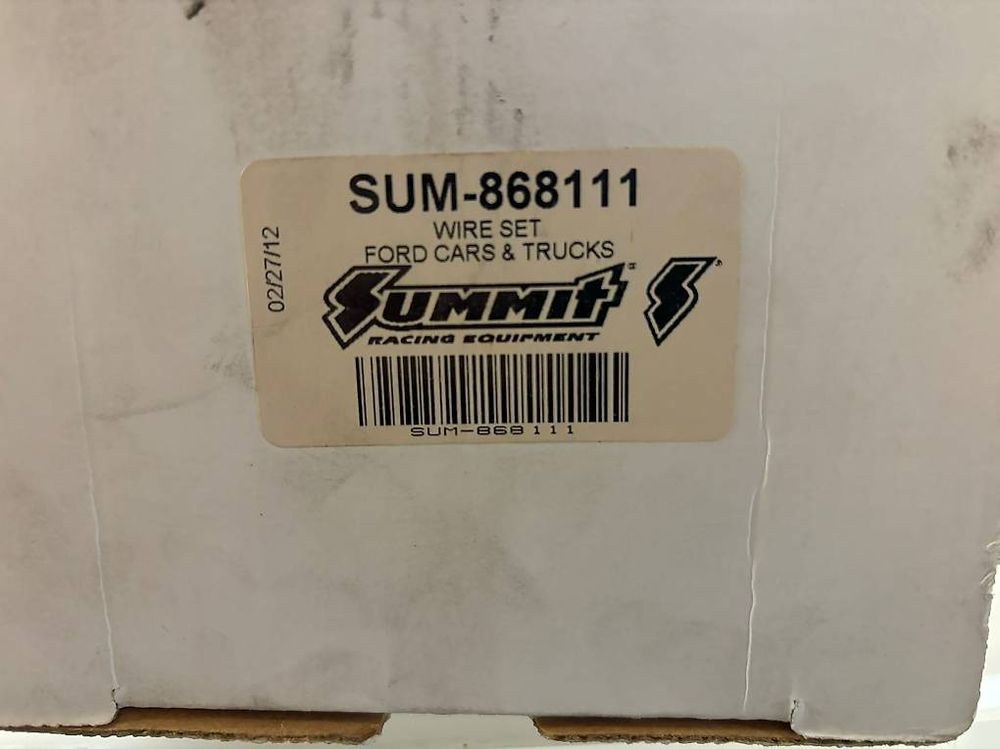 SUM-868111
WIRE SET
FORD CARS & TRUCKS
02/27/12
SUMMIT
RACING EQUIPMENT
SUM-868111